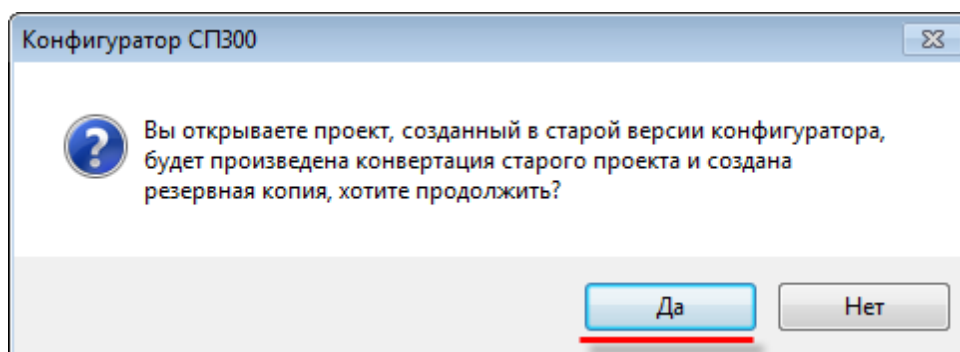 Конфигуратор СП300
Вы открываете проект, созданный в старой версии конфигуратора,
будет произведена конвертация старого проекта и создана
резервная копия, хотите продолжить?
Да
Нет